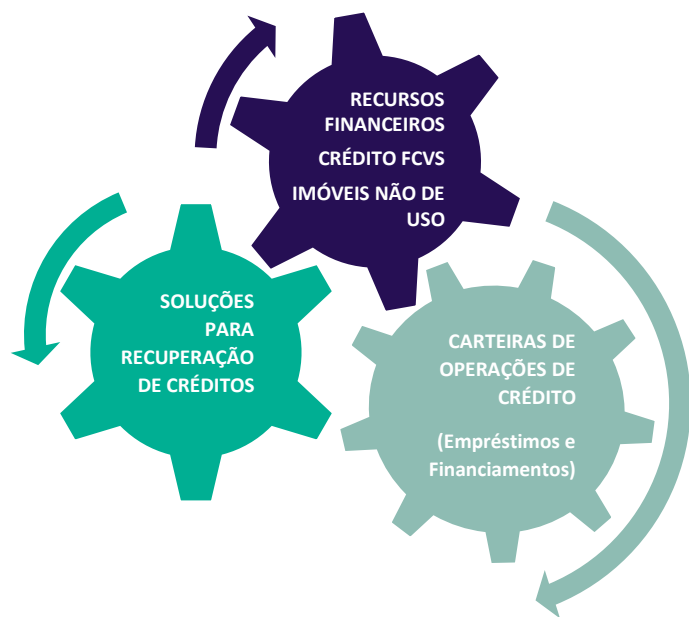 RECURSOS
FINANCEIROS
CRÉDITO FCVS
IMÓVEIS NÃO DE
USO
SOLUÇÕES
PARA
RECUPERAÇÃO
DE CRÉDITOS
CARTEIRAS DE
OPERAÇÕES DE
CRÉDITO
(Empréstimos e
Financiamentos)